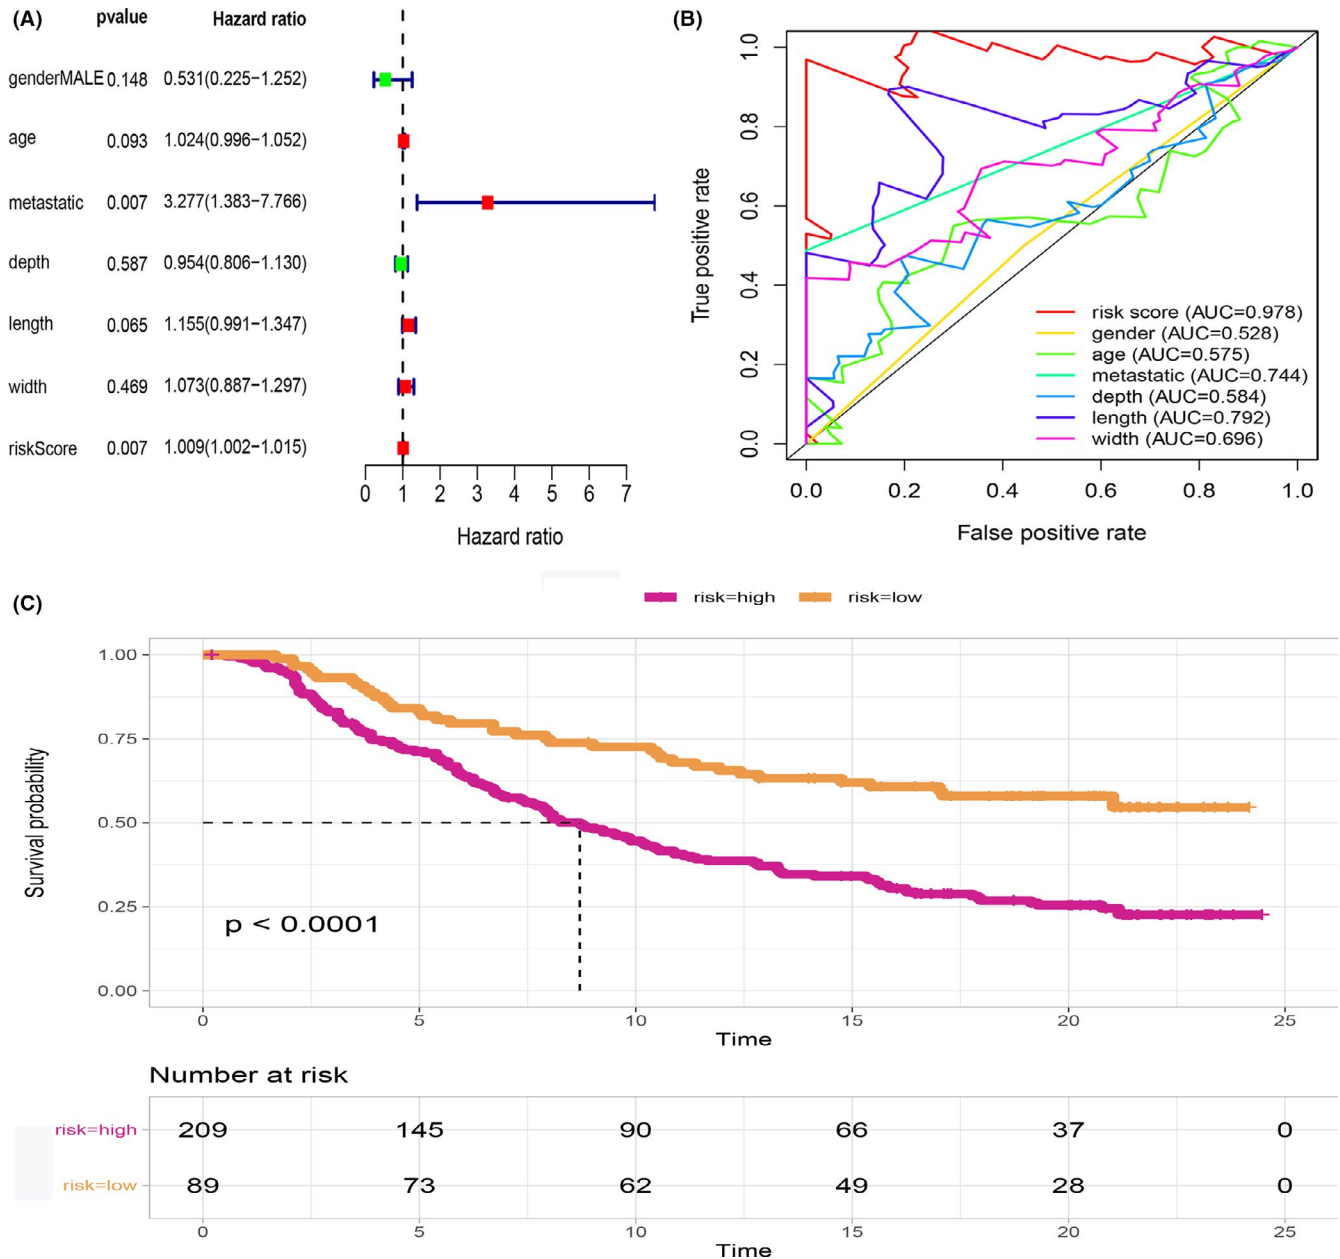 (A)
pvalue Hazard ratio
genderMALE 0.148 0.531(0.225−1.252)
age 0.093 1.024(0.996−1.052)
metastatic 0.007 3.277(1.383−7.766)
depth 0.587 0.954(0.806−1.130)
length 0.065 1.155(0.991−1.347)
width 0.469 1.073(0.887−1.297)
riskScore 0.007 1.009(1.002−1.015)
0 1 2 3 4 5 6 7
Hazard ratio
(B)
True positive rate
1.0
0.8
0.6
0.4
0.2
0.0
risk score (AUC=0.978)
gender (AUC=0.528)
age (AUC=0.575)
metastatic (AUC=0.744)
depth (AUC=0.584)
length (AUC=0.792)
width (AUC=0.696)
0.0 0.2 0.4 0.6 0.8 1.0
False positive rate
(C)
risk=high risk=low
Survival probability
1.00
0.75
0.50
0.25
0.00
p < 0.0001
0 5 10 15 20 25
Time
Number at risk
risk=high 209 145 90 66 37 0
risk=low 89 73 62 49 28 0
0 5 10 15 20 25
Time